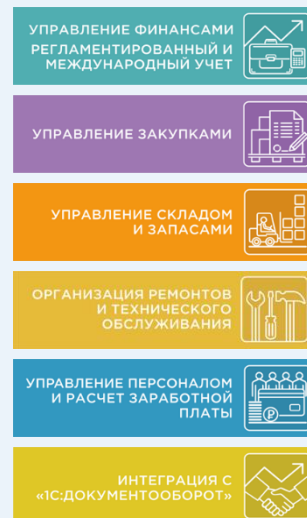 УПРАВЛЕНИЕ ФИНАНСАМИ
РЕГЛАМЕНТИРОВАННЫЙ И
МЕЖДУНАРОДНЫЙ УЧЕТ
УПРАВЛЕНИЕ ЗАКУПКАМИ
УПРАВЛЕНИЕ СКЛАДОМ
И ЗАПАСАМИ
ОРГАНИЗАЦИЯ РЕМОНТОВ
И ТЕХНИЧЕСКОГО
ОБСЛУЖИВАНИЯ
УПРАВЛЕНИЕ ПЕРСОНАЛОМ
И РАСЧЕТ ЗАРАБОТНОЙ
ПЛАТЫ
ИНТЕГРАЦИЯ С
«1С:ДОКУМЕНТООБОРОТ»